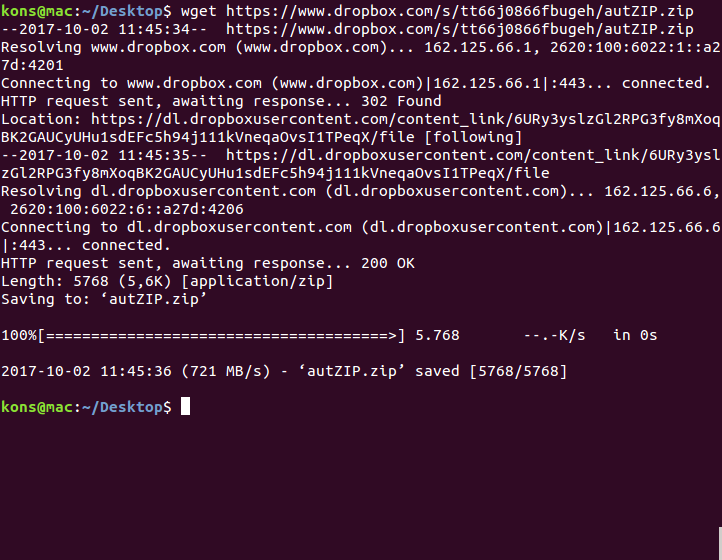 kons@mac:~/Desktop$ wget https://www.dropbox.com/s/tt66j0866fbugeh/autZIP.zip
--2017-10-02 11:45:34--  https://www.dropbox.com/s/tt66j0866fbugeh/autZIP.zip
Resolving www.dropbox.com (www.dropbox.com)... 162.125.66.1, 2620:100:6022:1::a2
7d:4201
Connecting to www.dropbox.com (www.dropbox.com)|162.125.66.1|:443... connected.
HTTP request sent, awaiting response... 302 Found
Location: https://dl.dropboxusercontent.com/content_link/6URy3yslzGl2RPG3fy8mXoq
BK2GAUCyUHu1sdEFc5h94j111kVneqaOvsI1TPeqX/file [following]
--2017-10-02 11:45:35--  https://dl.dropboxusercontent.com/content_link/6URy3ysl
zGl2RPG3fy8mXoqBK2GAUCyUHu1sdEFc5h94j111kVneqaOvsI1TPeqX/file
Resolving dl.dropboxusercontent.com (dl.dropboxusercontent.com)... 162.125.66.6,
 2620:100:6022:6::a27d:4206
Connecting to dl.dropboxusercontent.com (dl.dropboxusercontent.com)|162.125.66.6
|:443... connected.
HTTP request sent, awaiting response... 200 OK
Length: 5768 (5,6K) [application/zip]
Saving to: ‘autZIP.zip’
100%[======================================>] 5.768       --.-K/s   in 0s
2017-10-02 11:45:36 (721 MB/s) - ‘autZIP.zip’ saved [5768/5768]
kons@mac:~/Desktop$